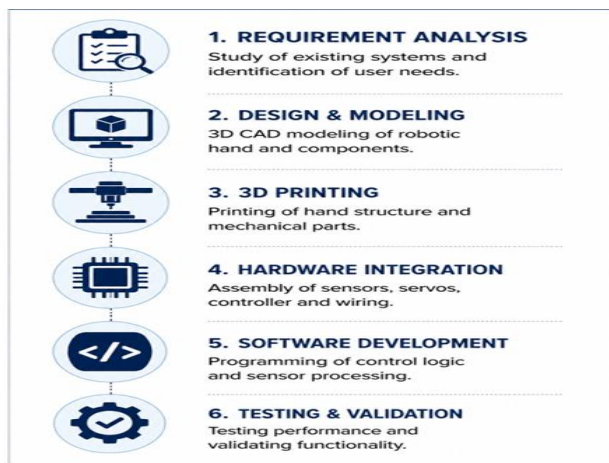 1. REQUIREMENT ANALYSIS
Study of existing systems and
identification of user needs.
2. DESIGN & MODELING
3D CAD modeling of robotic
hand and components.
3. 3D PRINTING
Printing of hand structure and
mechanical parts.
4. HARDWARE INTEGRATION
Assembly of sensors, servos,
controller and wiring.
</>
5. SOFTWARE DEVELOPMENT
Programming of control logic
and sensor processing.
6. TESTING & VALIDATION
Testing performance and
validating functionality.